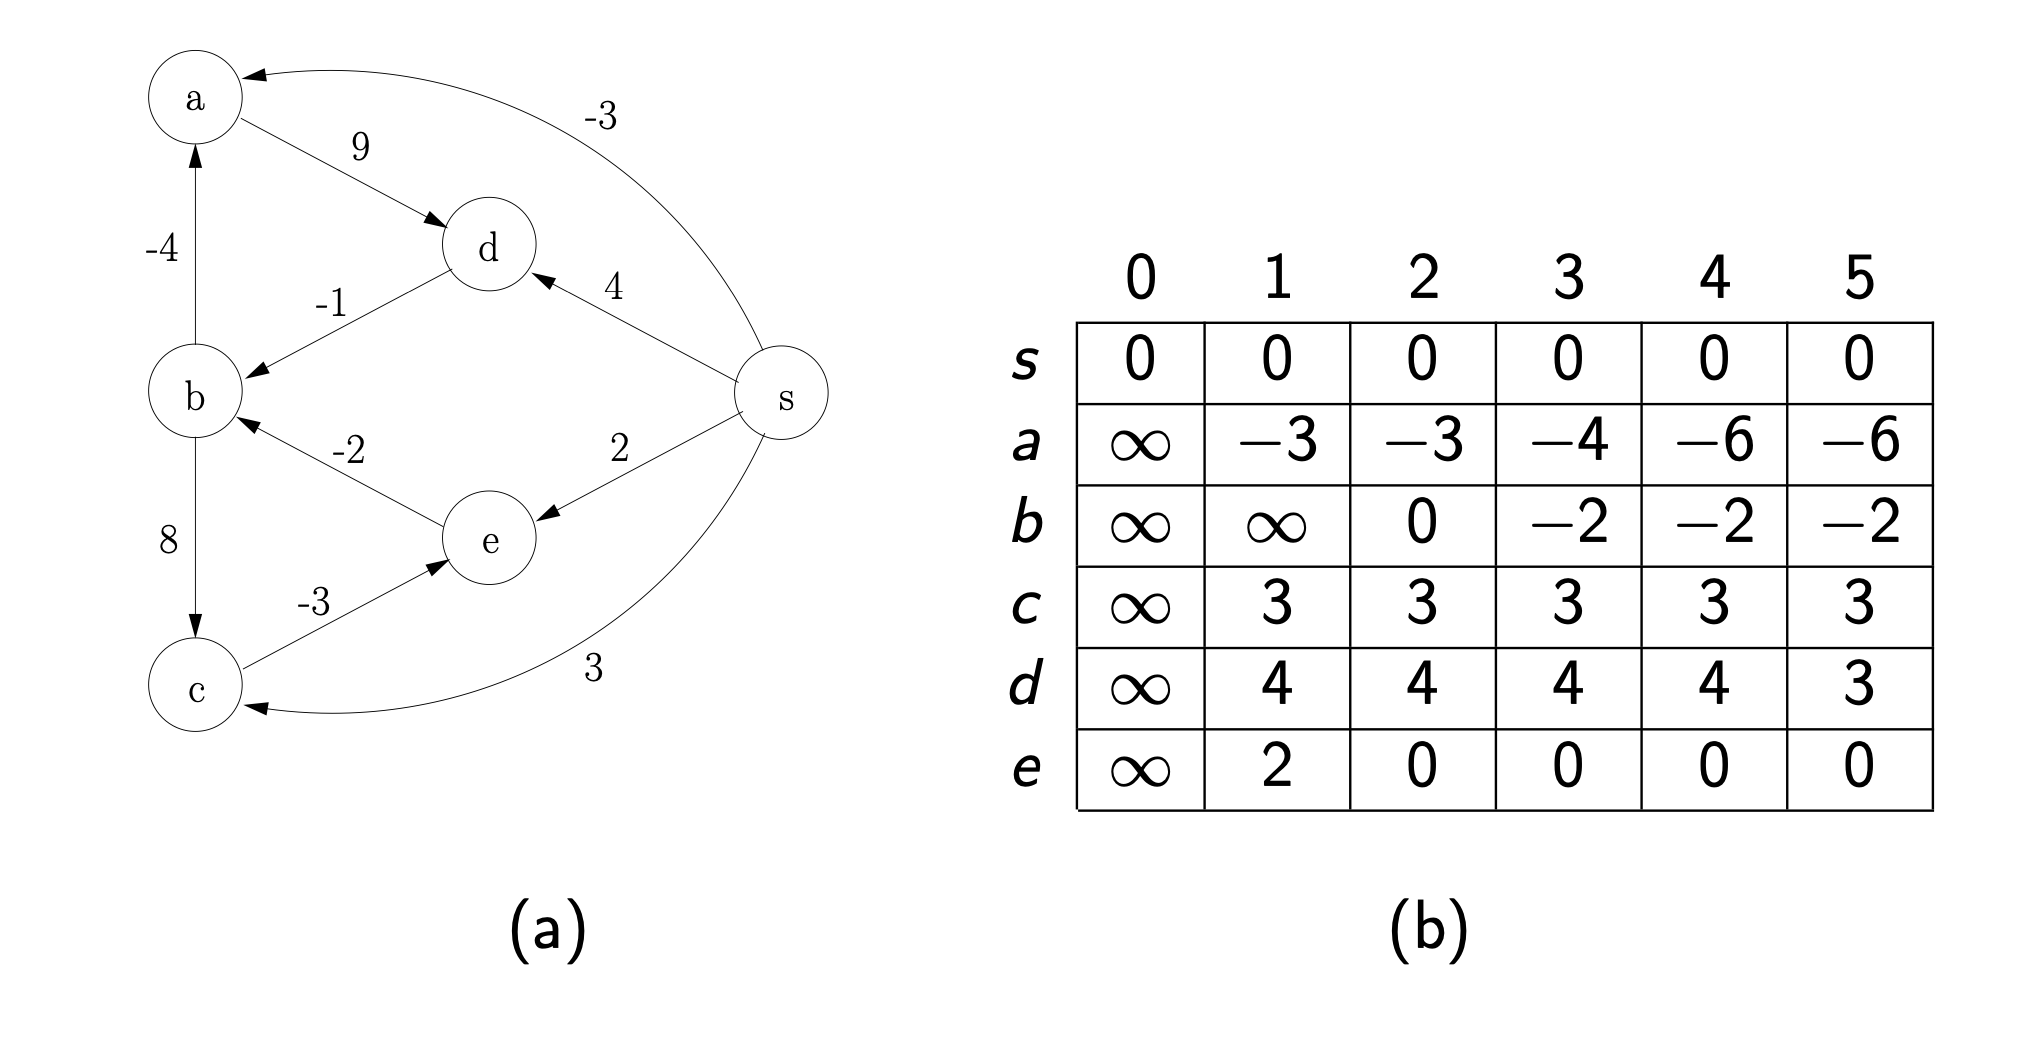 a
-3
9
d
-4
-1
4
b
s
-2
2
e
8
-3
c
3
0 1 2 3 4 5
s 0 0 0 0 0 0
a ∞ −3 −3 −4 −6 −6
b ∞ ∞ 0 −2 −2 −2
c ∞ 3 3 3 3 3
d ∞ 4 4 4 4 3
e ∞ 2 0 0 0 0
(a)
(b)